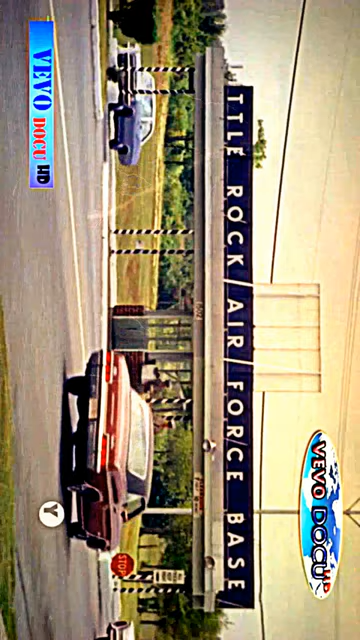 TTLE ROCK AIR FORCE BASE
VEVO
DOCU HD
VEVO DOCU
HD
STOP
Y